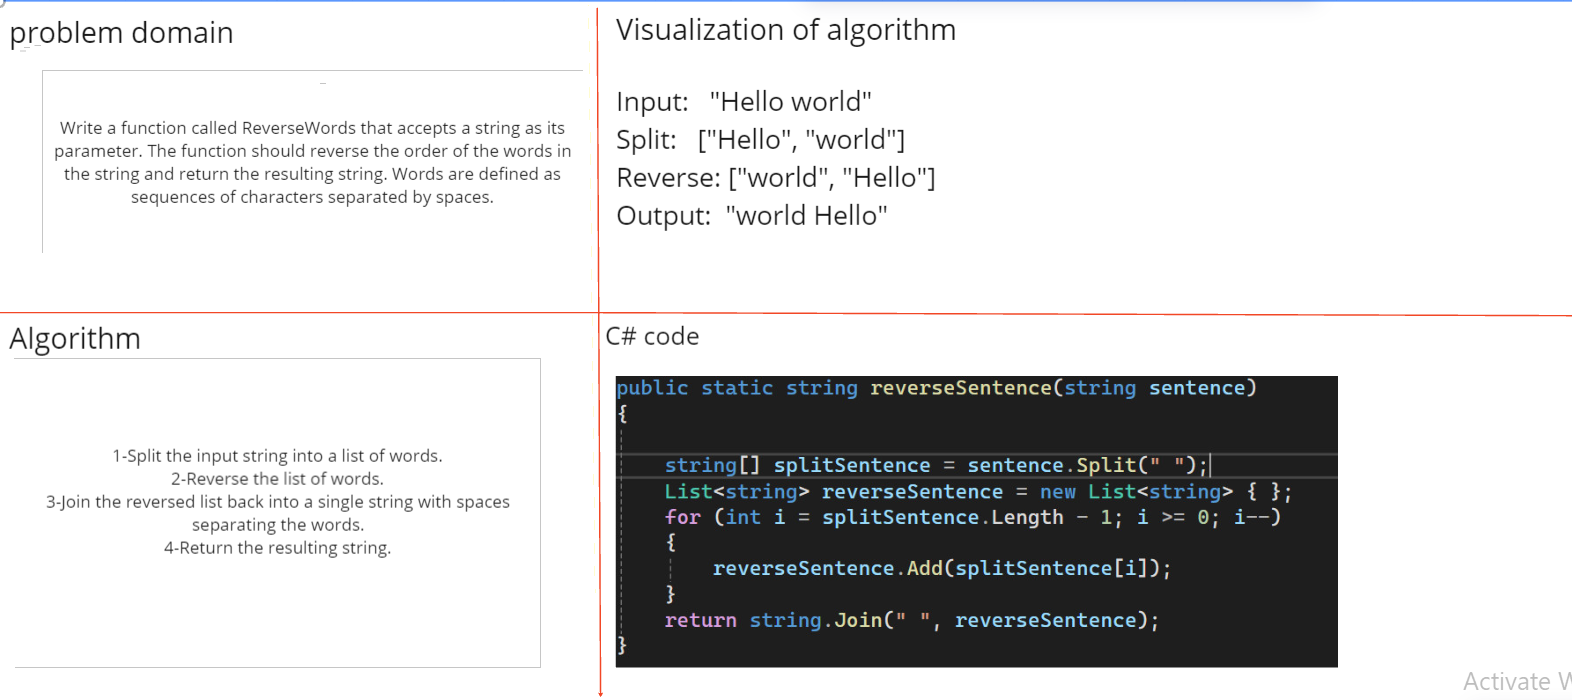 problem domain
Write a function called ReverseWords that accepts a string as its
parameter. The function should reverse the order of the words in
the string and return the resulting string. Words are defined as
sequences of characters separated by spaces.
Visualization of algorithm
Input:   "Hello world"
Split:   ["Hello", "world"]
Reverse: ["world", "Hello"]
Output:  "world Hello"
Algorithm
1-Split the input string into a list of words.
2-Reverse the list of words.
3-Join the reversed list back into a single string with spaces
separating the words.
4-Return the resulting string.
C# code
public static string reverseSentence(string sentence)
{
string[] splitSentence = sentence.Split(" ");
List<string> reverseSentence = new List<string> { };
for (int i = splitSentence.Length - 1; i >= 0; i--)
{
reverseSentence.Add(splitSentence[i]);
}
return string.Join(" ", reverseSentence);
}
Activate